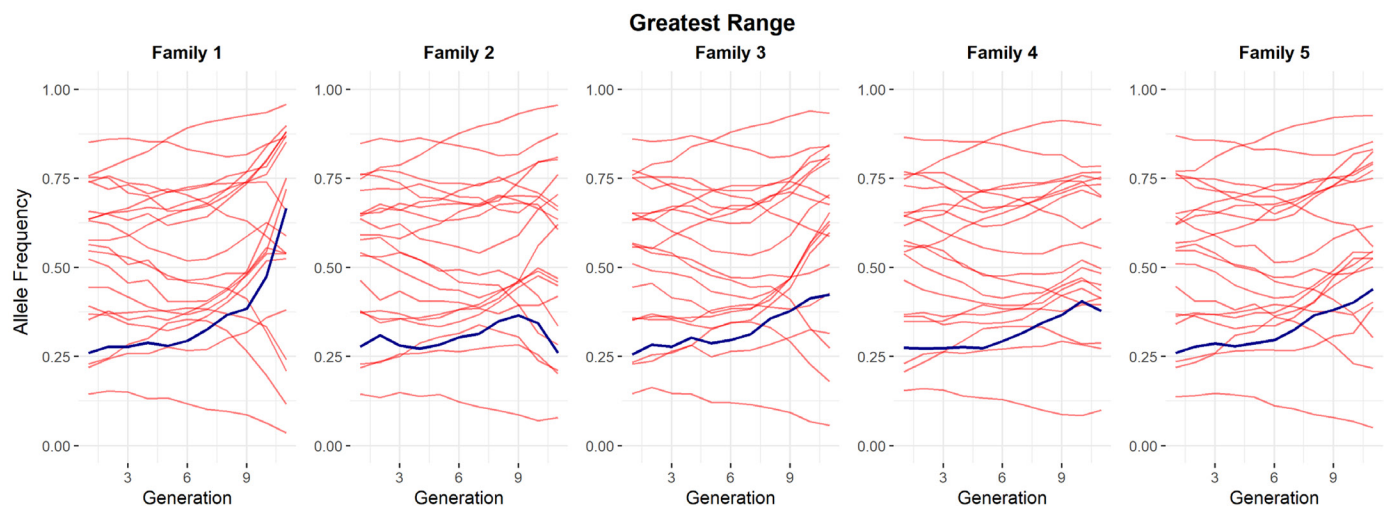 Greatest Range
Family 1 Family 2 Family 3 Family 4 Family 5
Allele Frequency
1.00 1.00 1.00 1.00 1.00
0.75 0.75 0.75 0.75 0.75
0.50 0.50 0.50 0.50 0.50
0.25 0.25 0.25 0.25 0.25
0.00 0.00 0.00 0.00 0.00
3 6 9 3 6 9 3 6 9 3 6 9 3 6 9
Generation Generation Generation Generation Generation